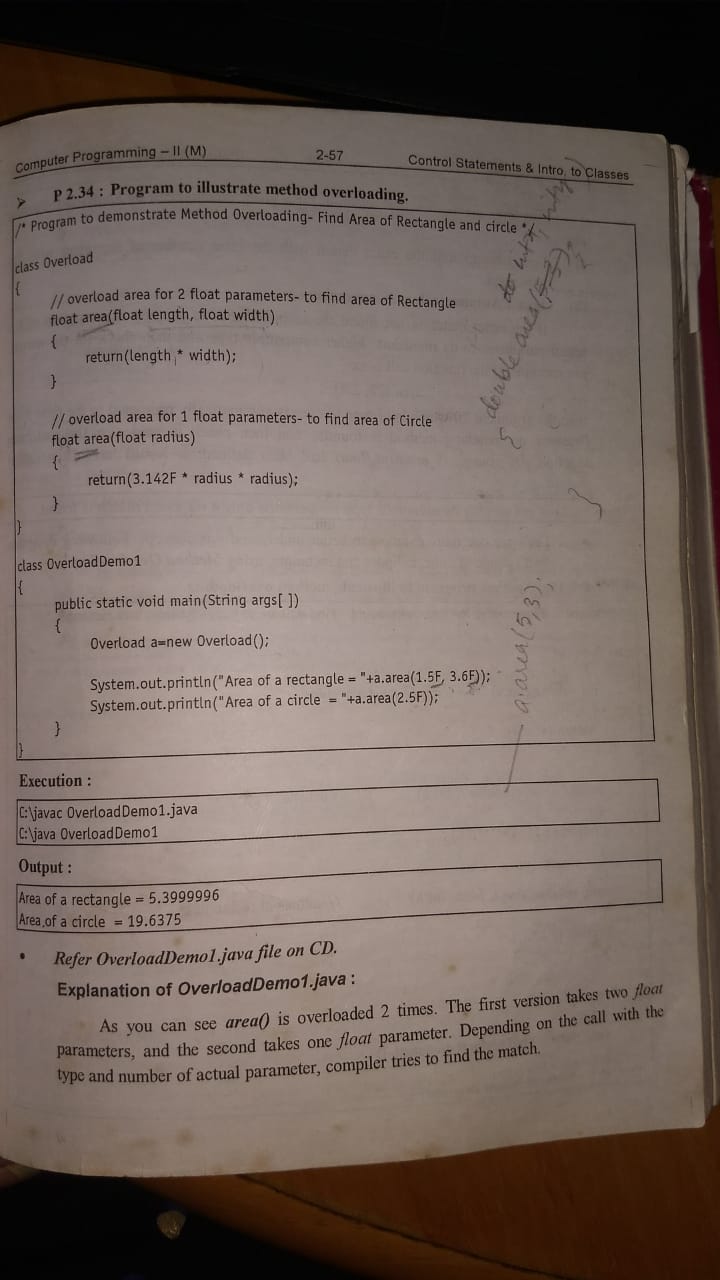 Computer Programming – II (M) 2-57 Control Statements & Intro. to Classes
➤ P 2.34 : Program to illustrate method overloading.
/* Program to demonstrate Method Overloading- Find Area of Rectangle and circle */
class Overload
{
// overload area for 2 float parameters- to find area of Rectangle
float area(float length, float width)
{
return(length * width);
}
// overload area for 1 float parameters- to find area of Circle
float area(float radius)
{
return(3.142F * radius * radius);
}
}
class OverloadDemo1
{
public static void main(String args[ ])
{
Overload a=new Overload();
System.out.println("Area of a rectangle = "+a.area(1.5F, 3.6F));
System.out.println("Area of a circle = "+a.area(2.5F));
}
}
double area(
{
}
a.area(5,3);
Execution :
C:\javac OverloadDemo1.java
C:\java OverloadDemo1
Output :
Area of a rectangle = 5.3999996
Area of a circle = 19.6375
• Refer OverloadDemo1.java file on CD.
Explanation of OverloadDemo1.java :
As you can see area() is overloaded 2 times. The first version takes two float
parameters, and the second takes one float parameter. Depending on the call with the
type and number of actual parameter, compiler tries to find the match.